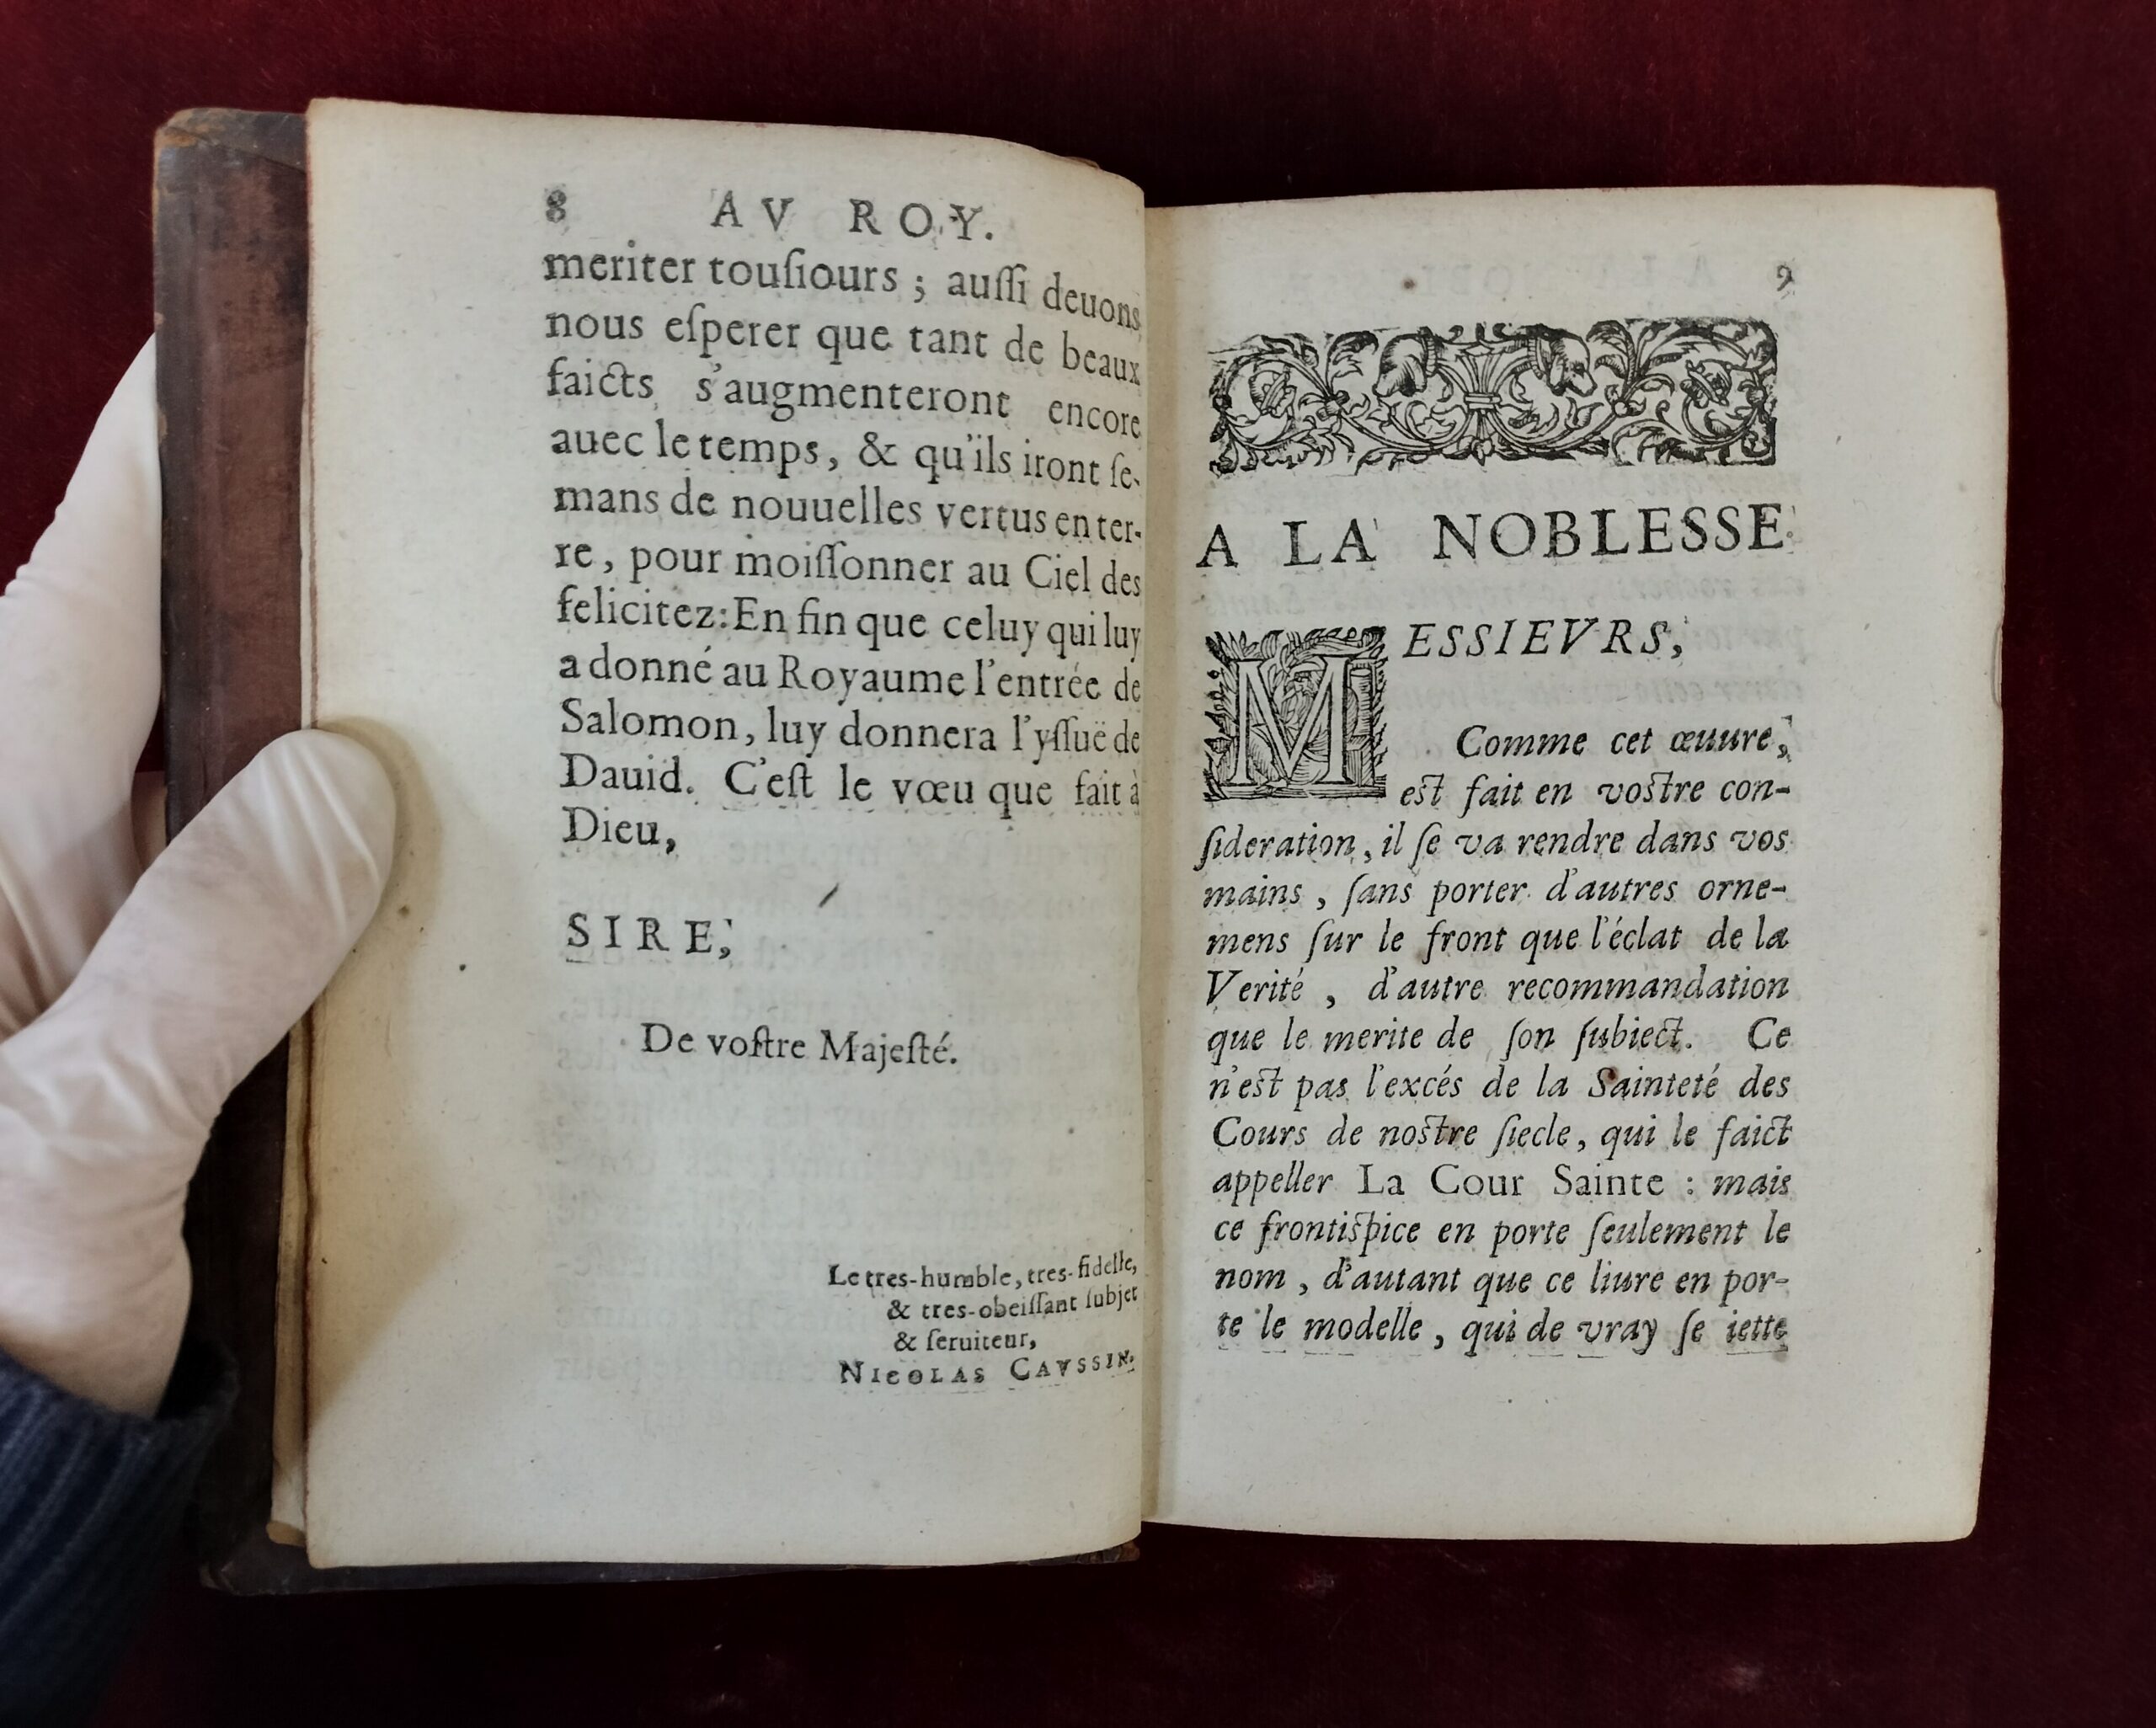 8 AV ROY.
meriter touſiours ; auſſi deuons
nous eſperer que tant de beaux
faicts s'augmenteront encore
auec le temps, & qu'ils iront ſe-
mans de nouuelles vertus en ter-
re, pour moiſſonner au Ciel des
felicitez: En fin que celuy qui luy
a donné au Royaume l'entrée de
Salomon, luy donnera l'yſſuë de
Dauid. C'eſt le vœu que fait à
Dieu,
SIRE,
De voſtre Majeſté.
Le tres-humble, tres-fidelle,
& tres-obeiſſant ſubjet
& ſeruiteur,
NICOLAS CAVSSIN.
9
A LA NOBLESSE
MESSIEVRS,
Comme cet œuure,
est fait en vostre con-
ſideration, il ſe va rendre dans vos
mains, ſans porter d'autres orne-
mens ſur le front que l'éclat de la
Verité, d'autre recommandation
que le merite de ſon ſubiect. Ce
n'est pas l'excés de la Sainteté des
Cours de nostre ſiecle, qui le faict
appeller La Cour Sainte : mais
ce frontispice en porte ſeulement le
nom, d'autant que ce liure en por-
te le modelle, qui de vray ſe iette